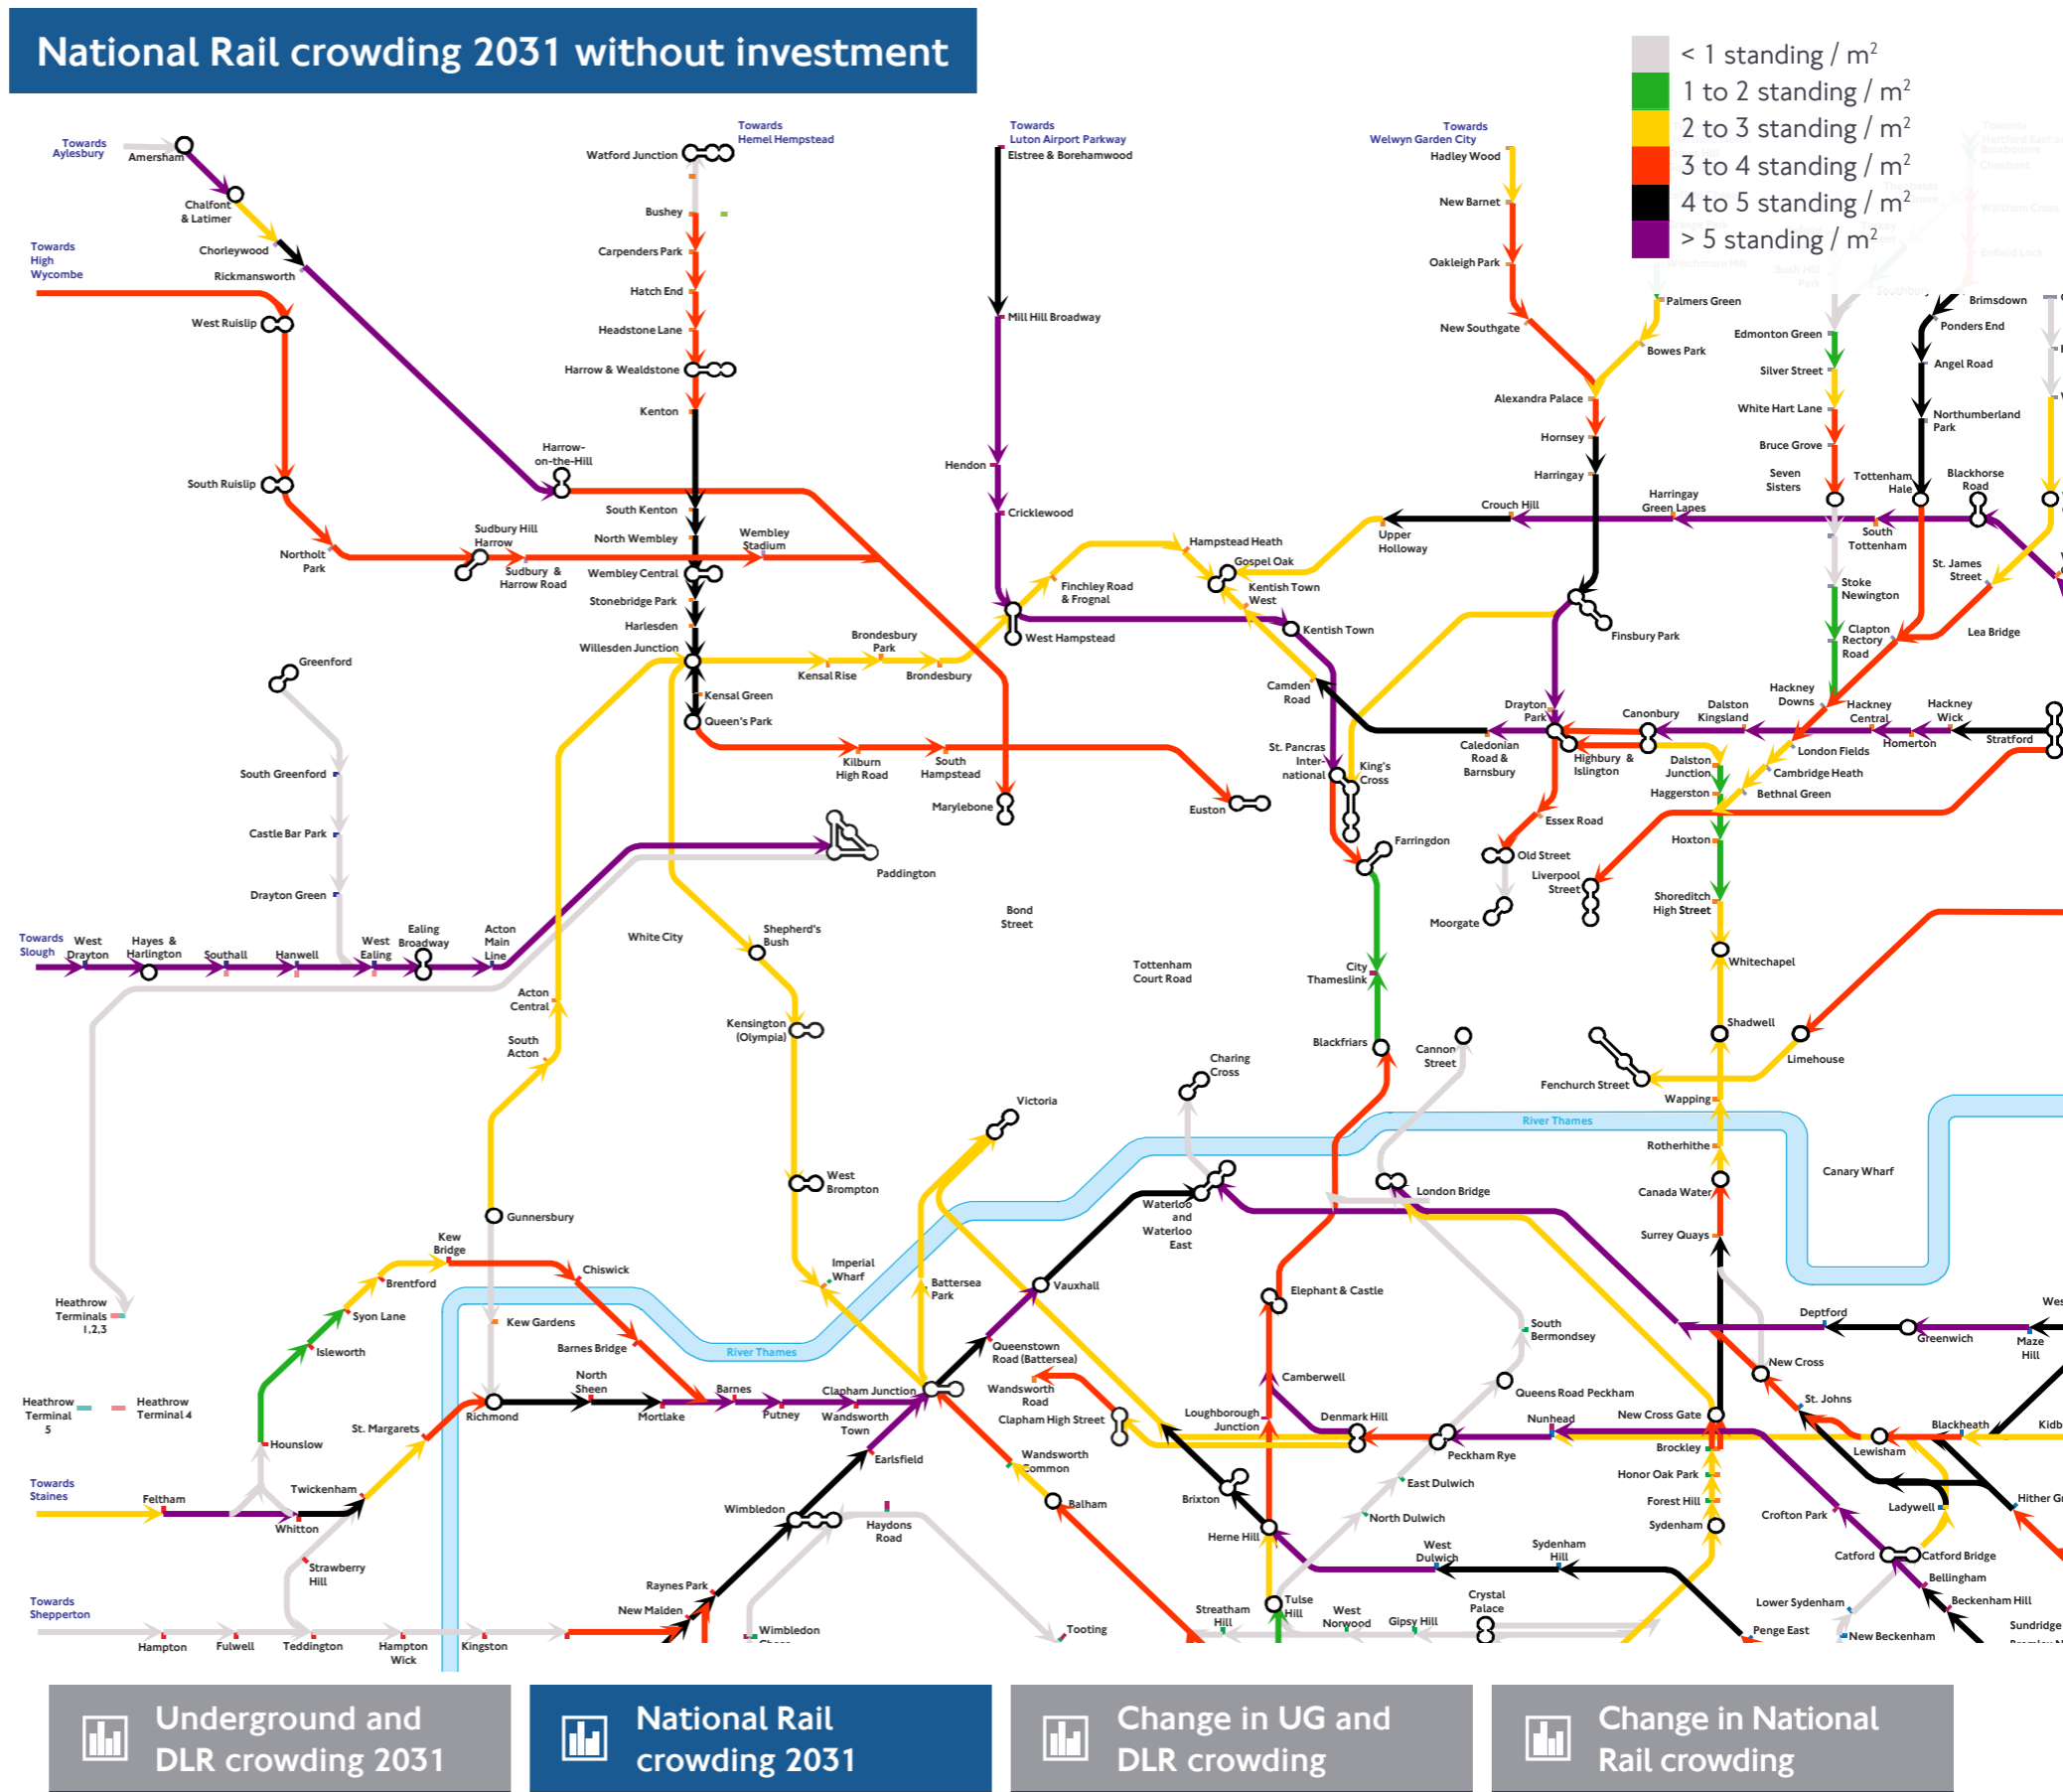 National Rail crowding 2031 without investment
< 1 standing / m²
1 to 2 standing / m²
2 to 3 standing / m²
3 to 4 standing / m²
4 to 5 standing / m²
> 5 standing / m²
Towards
Aylesbury
Amersham
Chalfont
& Latimer
Chorleywood
Rickmansworth
Towards
High
Wycombe
West Ruislip
South Ruislip
Northolt
Park
Sudbury Hill
Harrow
Sudbury &
Harrow Road
Harrow-
on-the-Hill
Towards
Hemel Hempstead
Watford Junction
Bushey
Carpenders Park
Hatch End
Headstone Lane
Harrow & Wealdstone
Kenton
South Kenton
North Wembley
Wembley
Stadium
Wembley Central
Stonebridge Park
Harlesden
Willesden Junction
Kensal Green
Queen's Park
Kensal Rise
Brondesbury
Park
Brondesbury
Kilburn
High Road
South
Hampstead
Euston
Marylebone
Towards
Luton Airport Parkway
Elstree & Borehamwood
Mill Hill Broadway
Hendon
Cricklewood
West Hampstead
Finchley Road
& Frognal
Hampstead Heath
Gospel Oak
Kentish Town
West
Kentish Town
Camden
Road
Upper
Holloway
Crouch Hill
Harringay
Green Lapes
South
Tottenham
Blackhorse
Road
Towards
Welwyn Garden City
Hadley Wood
New Barnet
Oakleigh Park
New Southgate
Palmers Green
Bowes Park
Alexandra Palace
Hornsey
Harringay
Finsbury Park
Drayton
Park
Caledonian
Road &
Barnsbury
Highbury &
Islington
Canonbury
Dalston
Kingsland
Hackney
Central
Homerton
Hackney
Wick
Stratford
Essex Road
Old Street
Moorgate
St. Pancras
Inter-
national
King's
Cross
Farringdon
City
Thameslink
Blackfriars
Waltham Cross
Enfield Lock
Brimsdown
Ponders End
Angel Road
Northumberland
Park
Tottenham
Hale
Edmonton Green
Silver Street
White Hart Lane
Bruce Grove
Seven
Sisters
Stoke
Newington
Rectory
Road
Clapton
St. James
Street
Lea Bridge
Hackney
Downs
London Fields
Cambridge Heath
Bethnal Green
Liverpool
Street
Dalston
Junction
Haggerston
Hoxton
Shoreditch
High Street
Whitechapel
Shadwell
Limehouse
Fenchurch Street
Wapping
Rotherhithe
Canada Water
Surrey Quays
Canary Wharf
River Thames
Greenford
South Greenford
Castle Bar Park
Drayton Green
Towards
Slough
West
Drayton
Hayes &
Harlington
Southall
Hanwell
West
Ealing
Ealing
Broadway
Acton
Main
Line
Paddington
Bond
Street
Tottenham
Court Road
White City
Shepherd's
Bush
Kensington
(Olympia)
West
Brompton
Imperial
Wharf
Acton
Central
South
Acton
Gunnersbury
Kew Gardens
Richmond
Heathrow
Terminals
1,2,3
Heathrow
Terminal
5
Heathrow
Terminal 4
Kew
Bridge
Brentford
Syon Lane
Isleworth
Hounslow
Chiswick
Barnes Bridge
River Thames
North
Sheen
Mortlake
Barnes
Putney
Wandsworth
Town
Clapham Junction
St. Margarets
Twickenham
Towards
Staines
Feltham
Whitton
Strawberry
Hill
Towards
Shepperton
Hampton
Fulwell
Teddington
Hampton
Wick
Kingston
New Malden
Raynes Park
Wimbledon
Earlsfield
Haydons
Road
Wimbledon
Tooting
Victoria
Battersea
Park
Queenstown
Road (Battersea)
Vauxhall
Waterloo
and
Waterloo
East
Charing
Cross
Cannon
Street
London Bridge
Elephant & Castle
Wandsworth
Road
Clapham High Street
Wandsworth
Common
Balham
Camberwell
Loughborough
Junction
Denmark Hill
Peckham Rye
Brixton
Herne Hill
Tulse
Hill
Streatham
Hill
West
Norwood
Gipsy Hill
Crystal
Palace
North Dulwich
East Dulwich
West
Dulwich
Sydenham
Hill
Penge East
South
Bermondsey
Queens Road Peckham
Nunhead
New Cross Gate
Brockley
Honor Oak Park
Forest Hill
Sydenham
New Cross
St. Johns
Deptford
Greenwich
Maze
Hill
Lewisham
Blackheath
Ladywell
Crofton Park
Catford
Catford Bridge
Bellingham
Beckenham Hill
Lower Sydenham
New Beckenham
Sundridge
Underground and
DLR crowding 2031
National Rail
crowding 2031
Change in UG and
DLR crowding
Change in National
Rail crowding